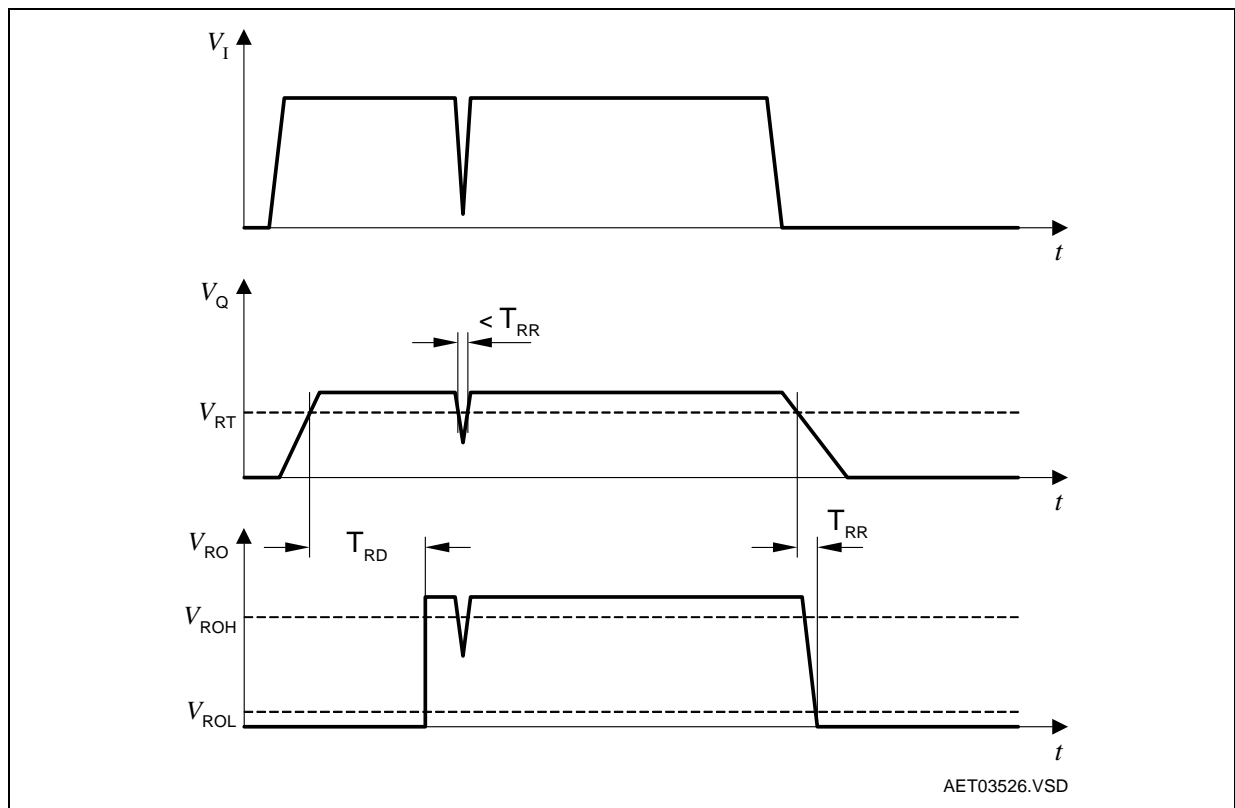 V_I
t
V_Q
< T_RR
V_RT
t
V_RO
T_RD
T_RR
V_ROH
V_ROL
t
AET03526.VSD